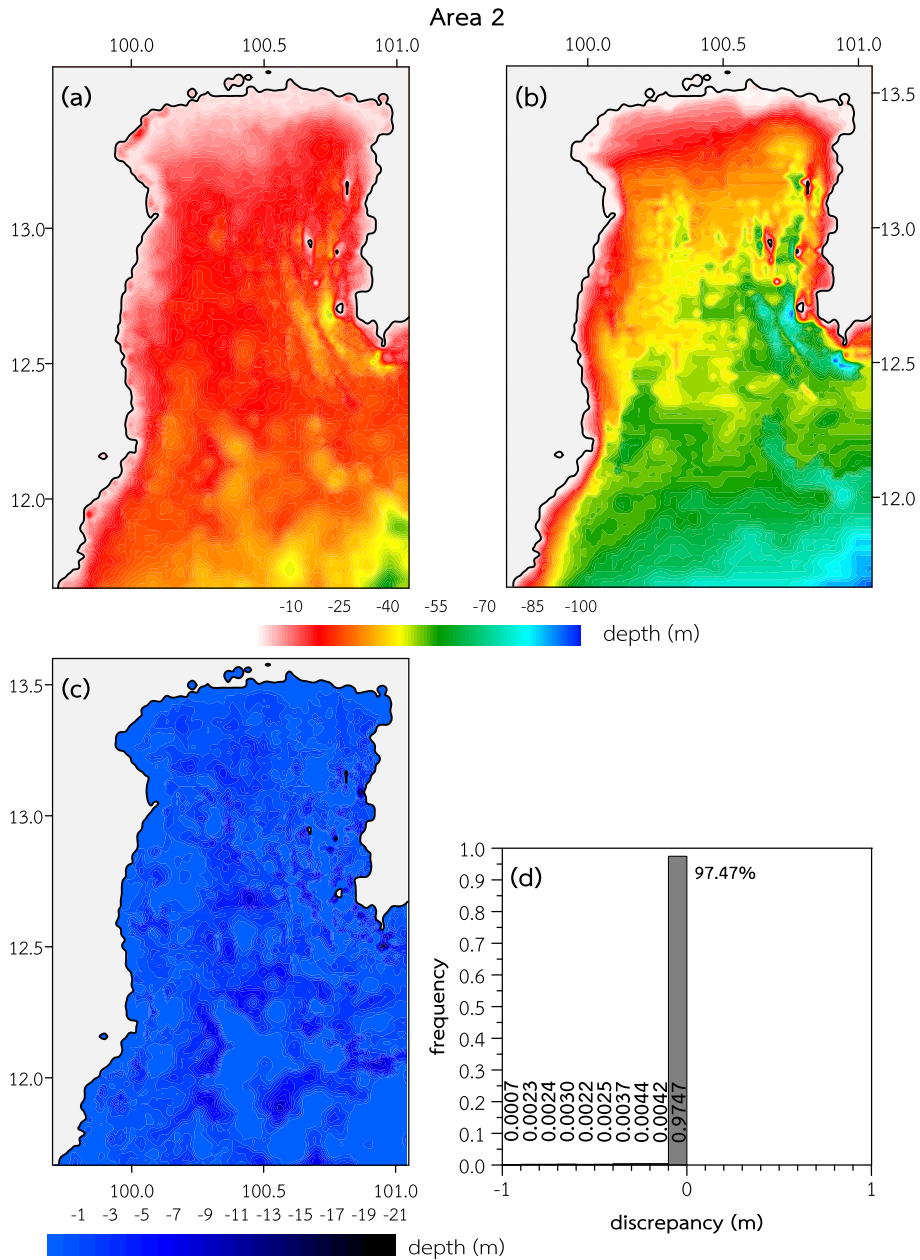 Area 2
100.0 100.5 101.0 100.0 100.5 101.0
(a) (b)
13.5
13.0 13.0
12.5 12.5
12.0 12.0
-10 -25 -40 -55 -70 -85 -100
depth (m)
(c)
13.5
13.0
12.5
12.0
100.0 100.5 101.0
-1 -3 -5 -7 -9 -11 -13 -15 -17 -19 -21
depth (m)
(d)
97.47%
1.0
0.9
0.8
0.7
0.6
0.5
0.4
0.3
0.2
0.1
0.0
frequency
0.0007
0.0023
0.0024
0.0030
0.0022
0.0025
0.0037
0.0044
0.0042
0.9747
-1 0 1
discrepancy (m)